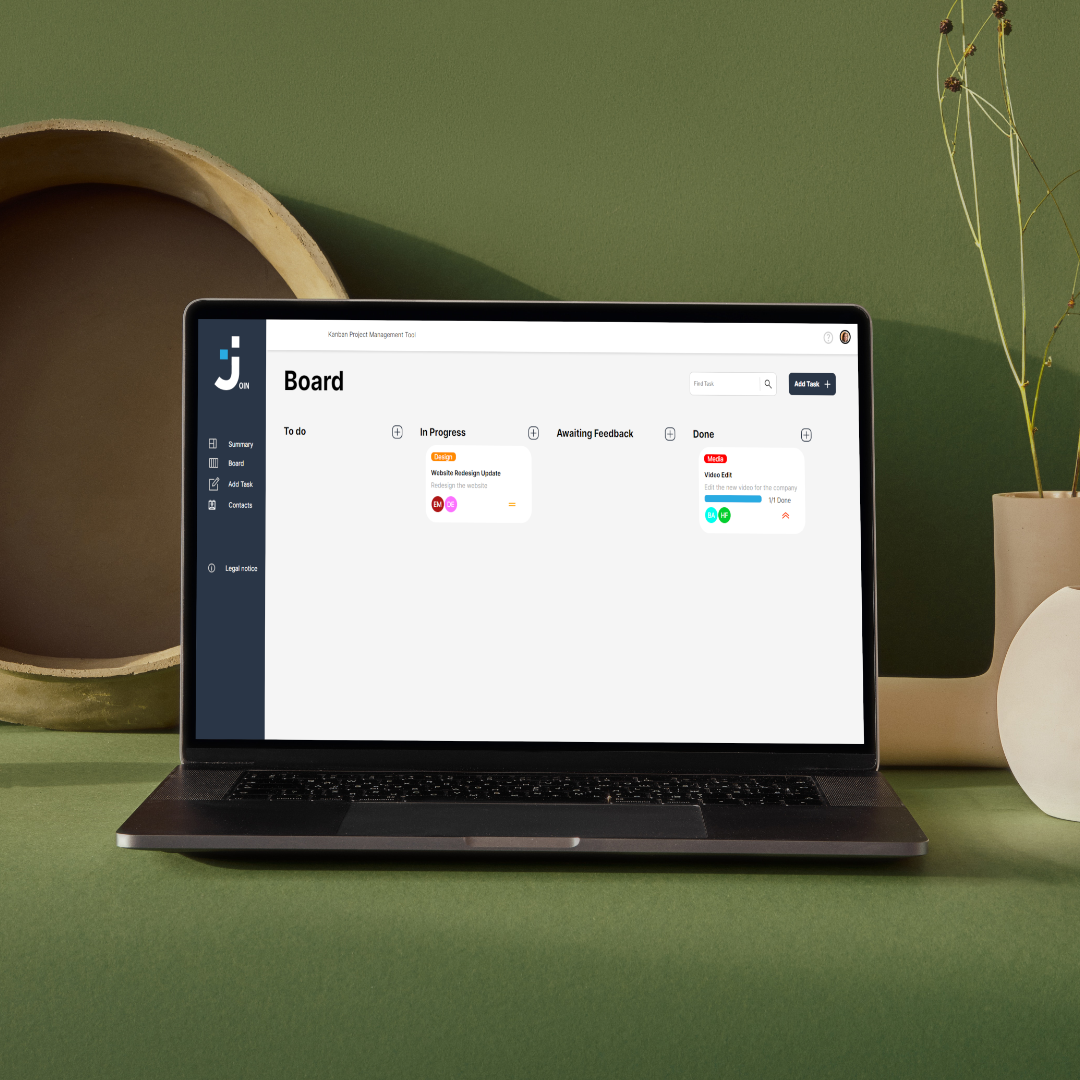 Kanban Project Management Tool
?
JOIN
Board
Find Task
Add Task +
To do
In Progress
Awaiting Feedback
Done
Summary
Board
Add Task
Contacts
Legal notice
Design
Website Redesign Update
Redesign the website
EM
DE
Media
Video Edit
Edit the new video for the company
1/1 Done
BA
HF